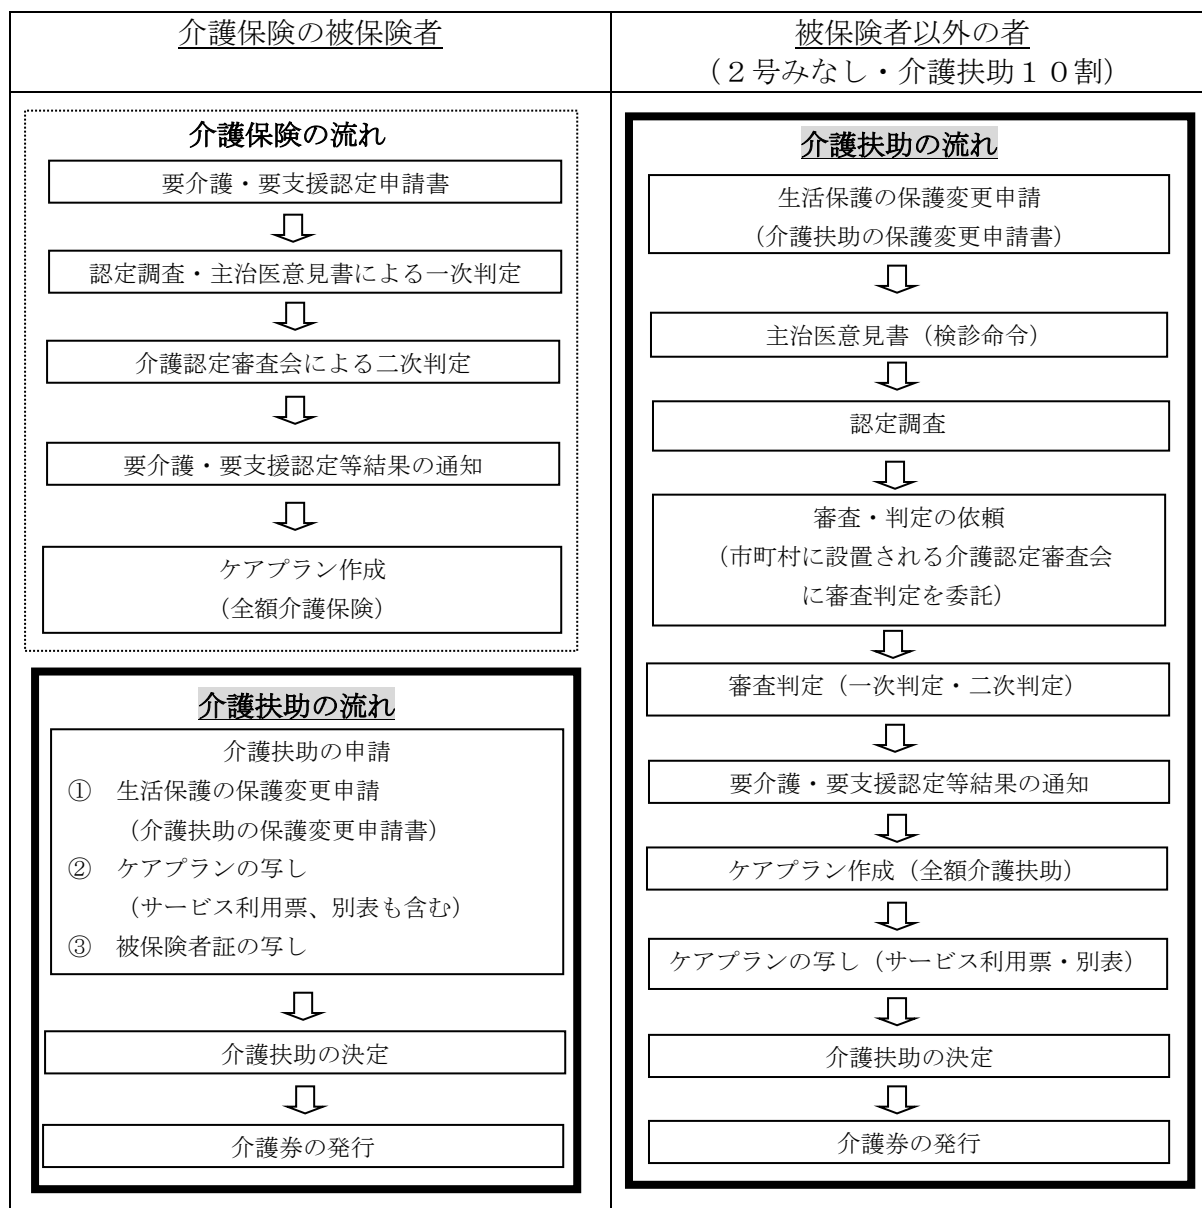 介護保険の被保険者
被保険者以外の者
（２号みなし・介護扶助１０割）
介護保険の流れ
要介護・要支援認定申請書
認定調査・主治医意見書による一次判定
介護認定審査会による二次判定
要介護・要支援認定等結果の通知
ケアプラン作成
（全額介護保険）
介護扶助の流れ
介護扶助の申請
① 生活保護の保護変更申請
（介護扶助の保護変更申請書）
② ケアプランの写し
（サービス利用票、別表も含む）
③ 被保険者証の写し
介護扶助の決定
介護券の発行
介護扶助の流れ
生活保護の保護変更申請
（介護扶助の保護変更申請書）
主治医意見書（検診命令）
認定調査
審査・判定の依頼
（市町村に設置される介護認定審査会
に審査判定を委託）
審査判定（一次判定・二次判定）
要介護・要支援認定等結果の通知
ケアプラン作成（全額介護扶助）
ケアプランの写し（サービス利用票・別表）
介護扶助の決定
介護券の発行